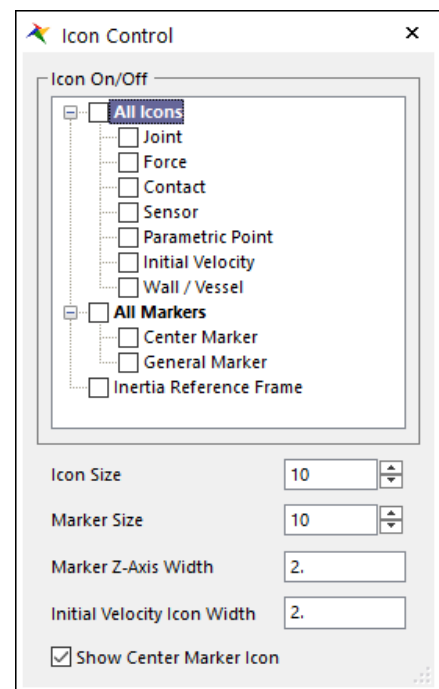 Icon Control
Icon On/Off
All Icons
Joint
Force
Contact
Sensor
Parametric Point
Initial Velocity
Wall / Vessel
All Markers
Center Marker
General Marker
Inertia Reference Frame
Icon Size 10
Marker Size 10
Marker Z-Axis Width 2.
Initial Velocity Icon Width 2.
Show Center Marker Icon